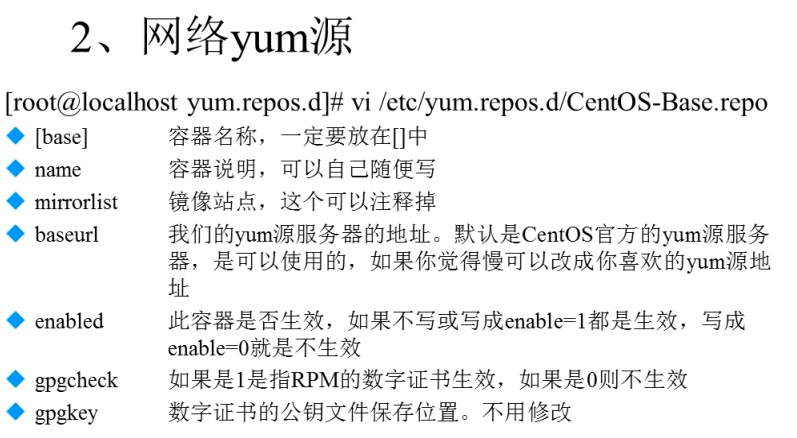 2、网络yum源
[root@localhost yum.repos.d]# vi /etc/yum.repos.d/CentOS-Base.repo
[base] 容器名称，一定要放在[]中
name 容器说明，可以自己随便写
mirrorlist 镜像站点，这个可以注释掉
baseurl 我们的yum源服务器的地址。默认是CentOS官方的yum源服务
器，是可以使用的，如果你觉得慢可以改成你喜欢的yum源地
址
enabled 此容器是否生效，如果不写或写成enable=1都是生效，写成
enable=0就是不生效
gpgcheck 如果是1是指RPM的数字证书生效，如果是0则不生效
gpgkey 数字证书的公钥文件保存位置。不用修改